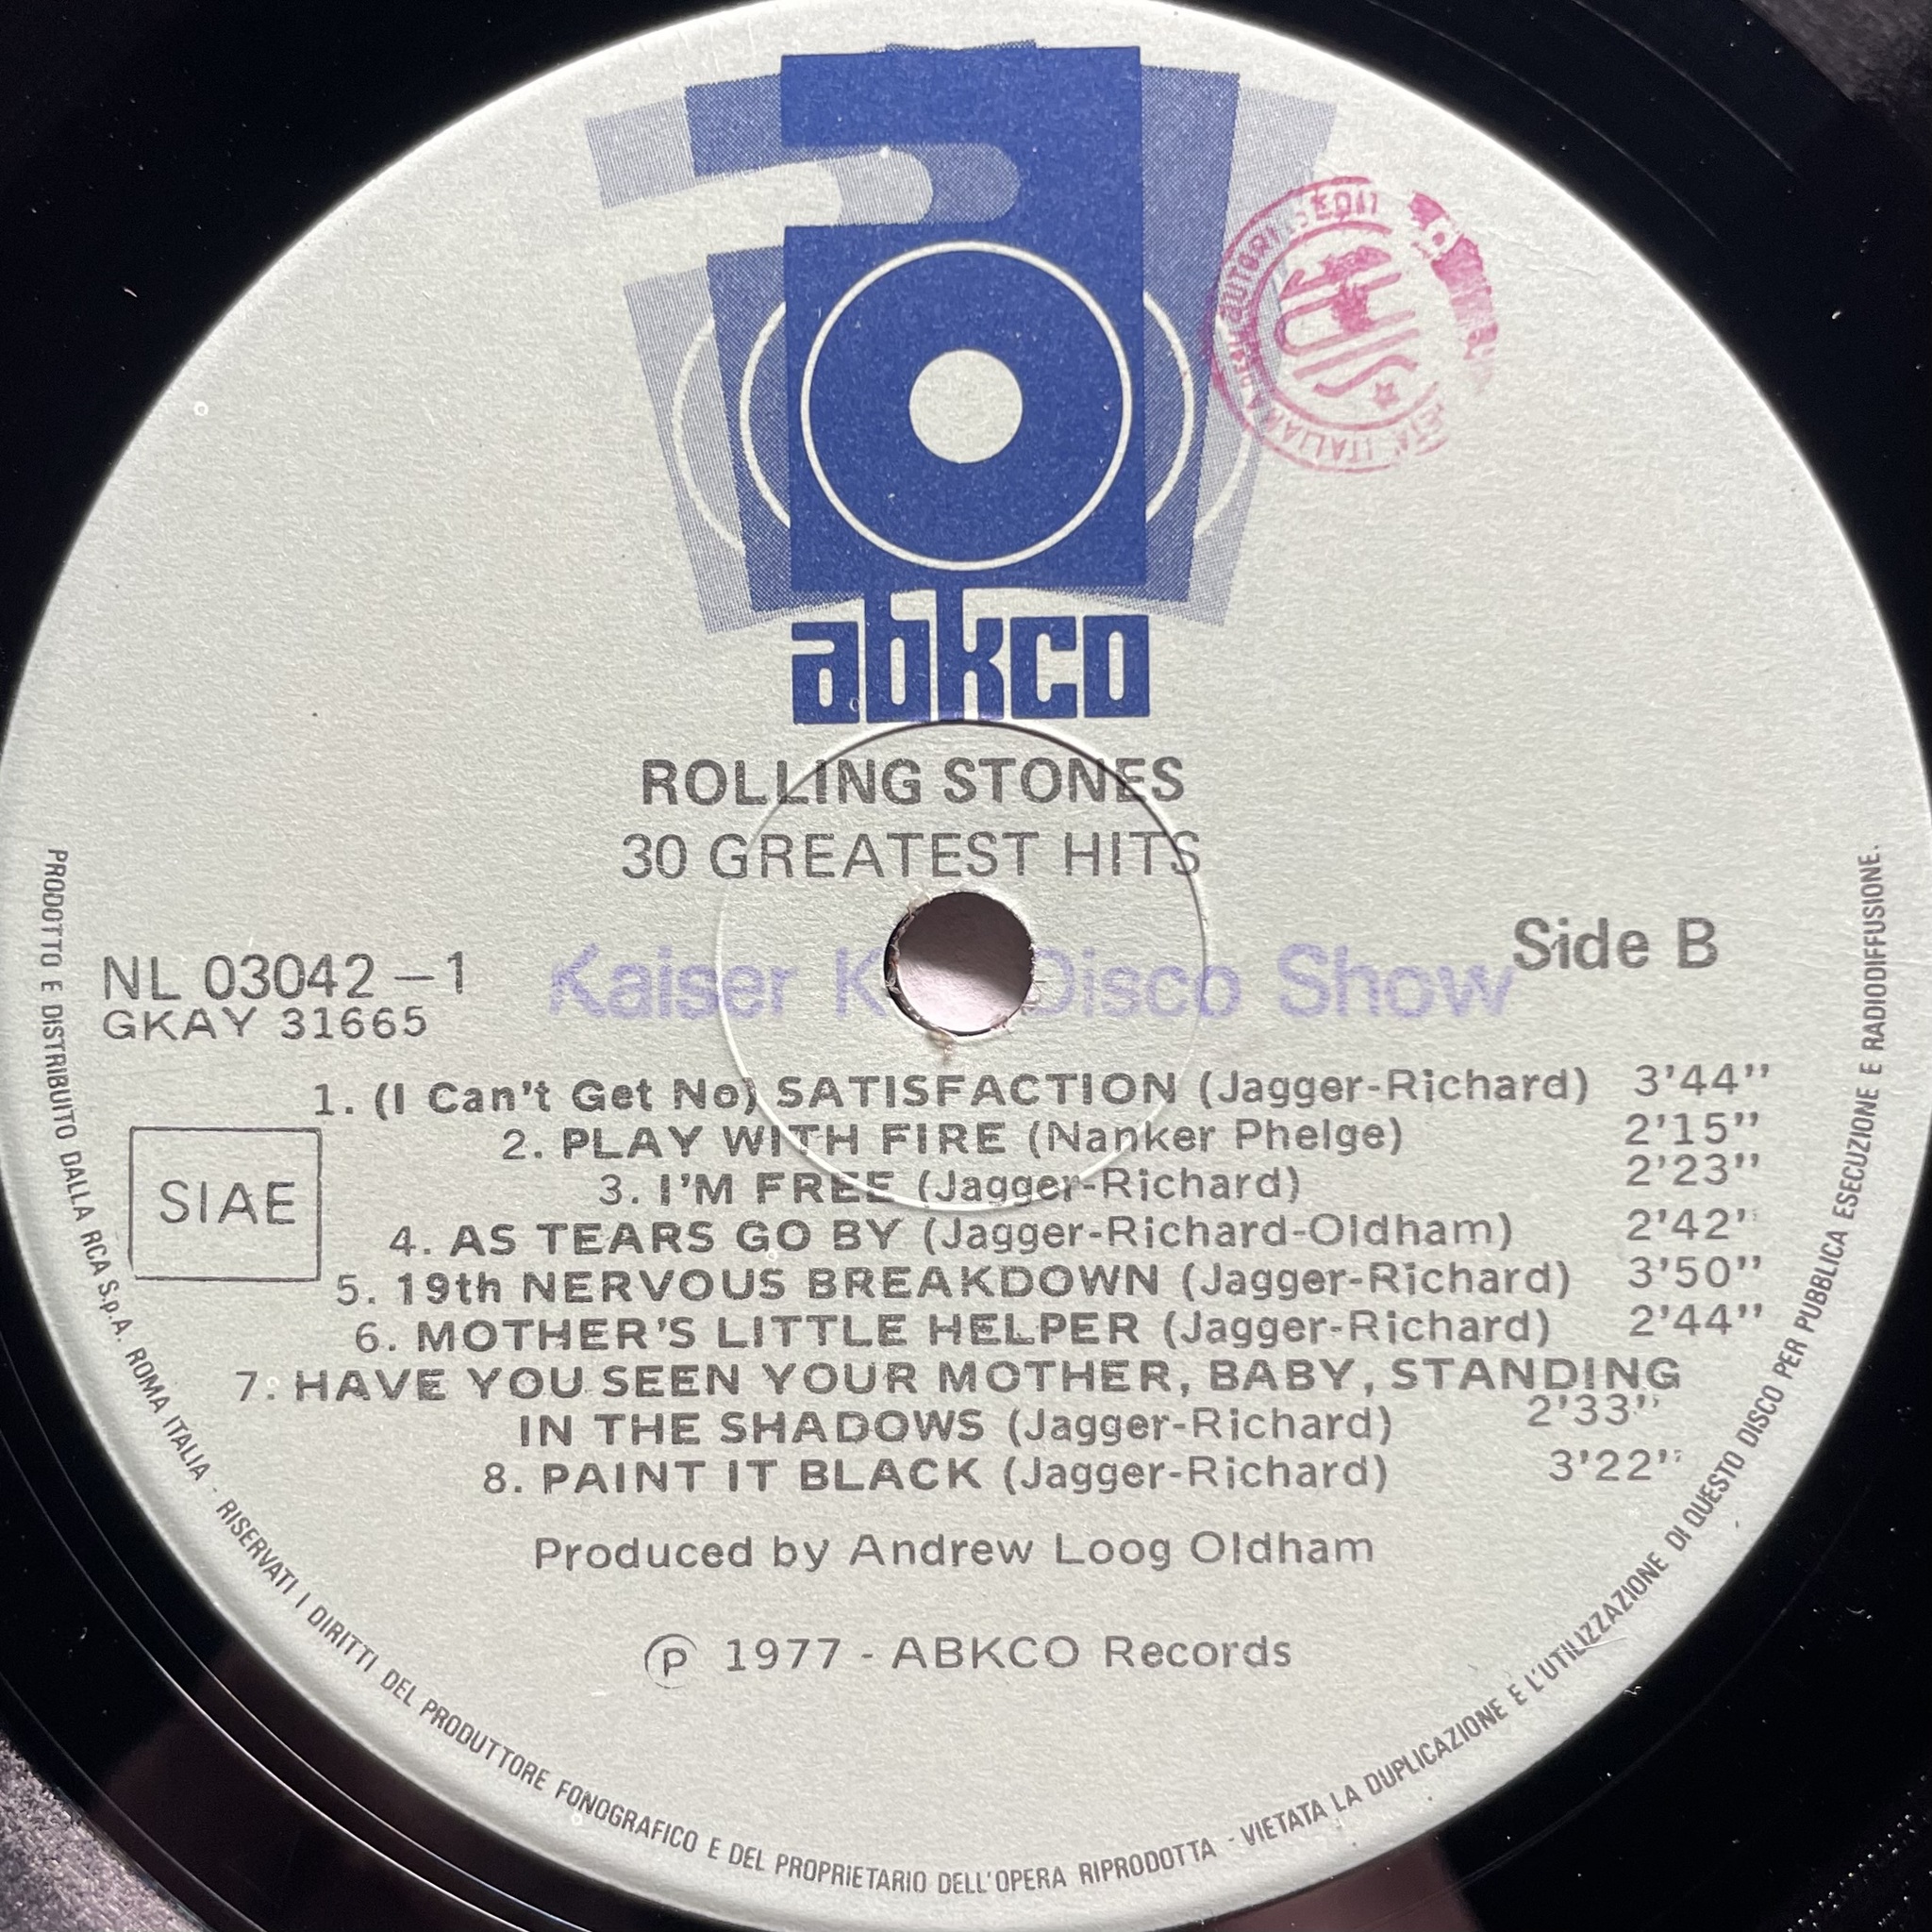 abkco
ROLLING STONES
30 GREATEST HITS
Side B
NL 03042 –1
GKAY 31665
Kaiser Disco Show
1. (I Can't Get No) SATISFACTION (Jagger-Richard) 3'44''
2. PLAY WITH FIRE (Nanker Phelge) 2'15''
3. I'M FREE (Jagger-Richard) 2'23''
SIAE
4. AS TEARS GO BY (Jagger-Richard-Oldham) 2'42''
5. 19th NERVOUS BREAKDOWN (Jagger-Richard) 3'50''
6. MOTHER'S LITTLE HELPER (Jagger-Richard) 2'44''
7. HAVE YOU SEEN YOUR MOTHER, BABY, STANDING
IN THE SHADOWS (Jagger-Richard) 2'33''
8. PAINT IT BLACK (Jagger-Richard) 3'22''
Produced by Andrew Loog Oldham
℗ 1977 - ABKCO Records
PRODOTTO E DISTRIBUITO DALLA RCA S.p.A. ROMA ITALIA - RISERVATI I DIRITTI DEL PRODUTTORE FONOGRAFICO E DEL PROPRIETARIO DELL'OPERA RIPRODOTTA - VIETATA LA DUPLICAZIONE E L'UTILIZZAZIONE DI QUESTO DISCO PER PUBBLICA ESECUZIONE E RADIODIFFUSIONE.
SIAE